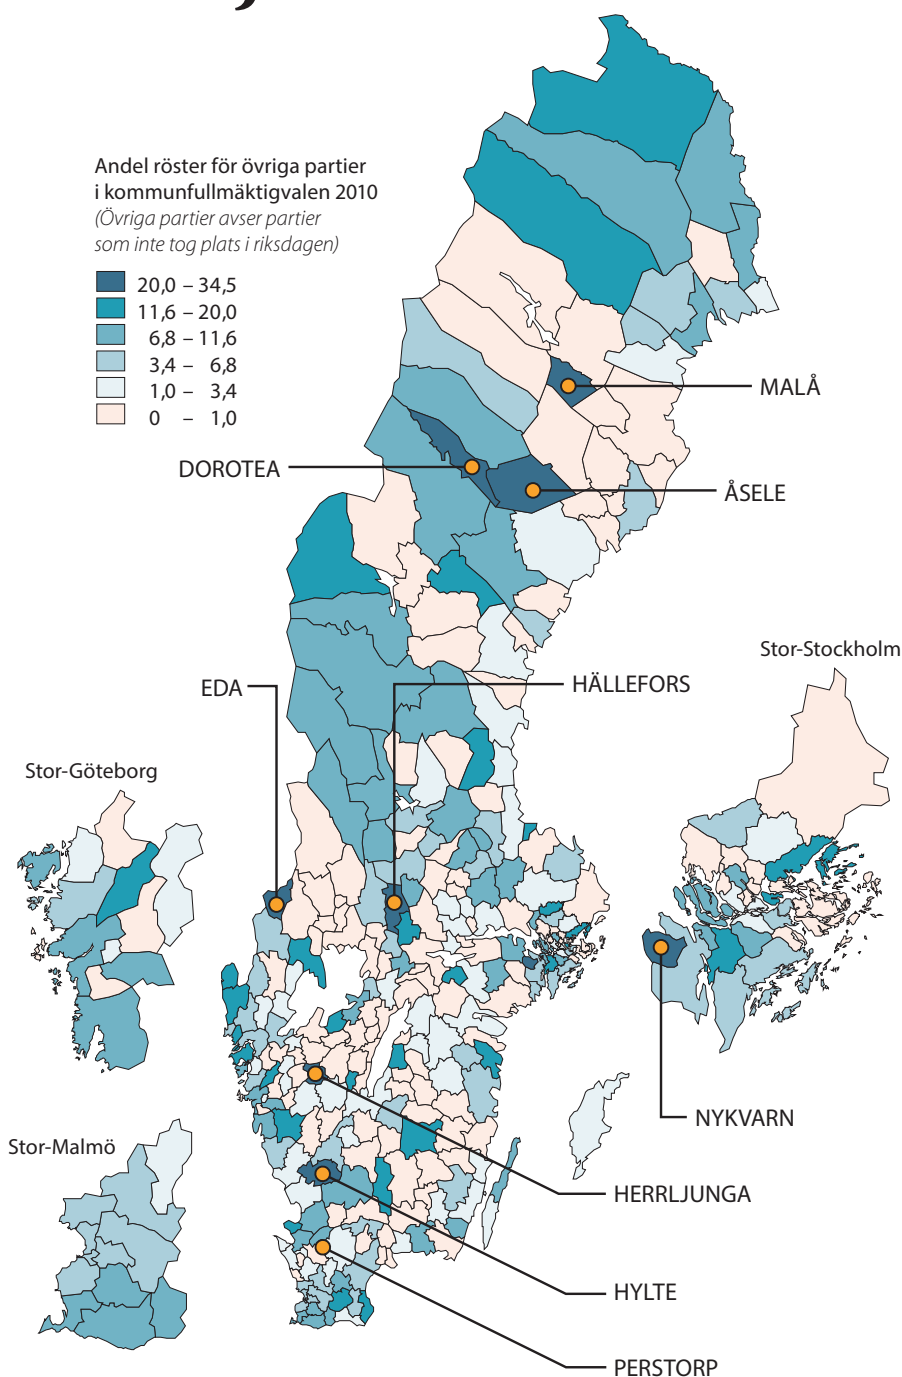 Andel röster för övriga partier
i kommunfullmäktigvalen 2010
(Övriga partier avser partier
som inte tog plats i riksdagen)
20,0 – 34,5
11,6 – 20,0
6,8 – 11,6
3,4 – 6,8
1,0 – 3,4
0 – 1,0
MALÅ
DOROTEA
ÅSELE
Stor-Stockholm
EDA
HÄLLEFORS
Stor-Göteborg
NYKVARN
Stor-Malmö
HERRLJUNGA
HYLTE
PERSTORP